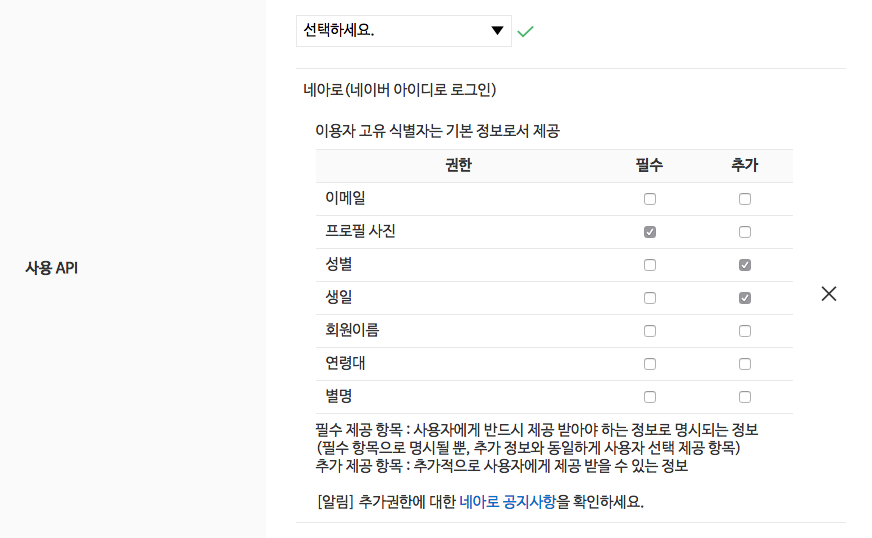 선택하세요.
네아로(네이버 아이디로 로그인)
이용자 고유 식별자는 기본 정보로서 제공
권한 필수 추가
이메일
프로필 사진
성별
사용 API
생일
회원이름
연령대
별명
필수 제공 항목 : 사용자에게 반드시 제공 받아야 하는 정보로 명시되는 정보
(필수 항목으로 명시될 뿐, 추가 정보와 동일하게 사용자 선택 제공 항목)
추가 제공 항목 : 추가적으로 사용자에게 제공 받을 수 있는 정보
[알림] 추가권한에 대한 네아로 공지사항을 확인하세요.